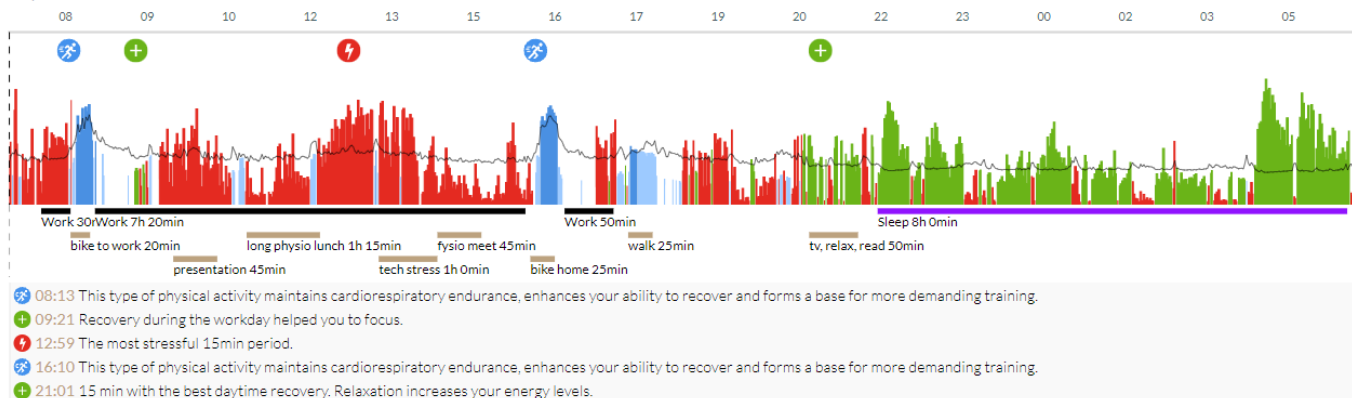 08 09 10 12 13 15 16 17 19 20 22 23 00 02 03 05
Work 30r Work 7h 20min Work 50min Sleep 8h 0min
bike to work 20min long physio lunch 1h 15min fysio meet 45min walk 25min tv, relax, read 50min
presentation 45min tech stress 1h 0min bike home 25min
08:13 This type of physical activity maintains cardiorespiratory endurance, enhances your ability to recover and forms a base for more demanding training.
09:21 Recovery during the workday helped you to focus.
12:59 The most stressful 15min period.
16:10 This type of physical activity maintains cardiorespiratory endurance, enhances your ability to recover and forms a base for more demanding training.
21:01 15 min with the best daytime recovery. Relaxation increases your energy levels.